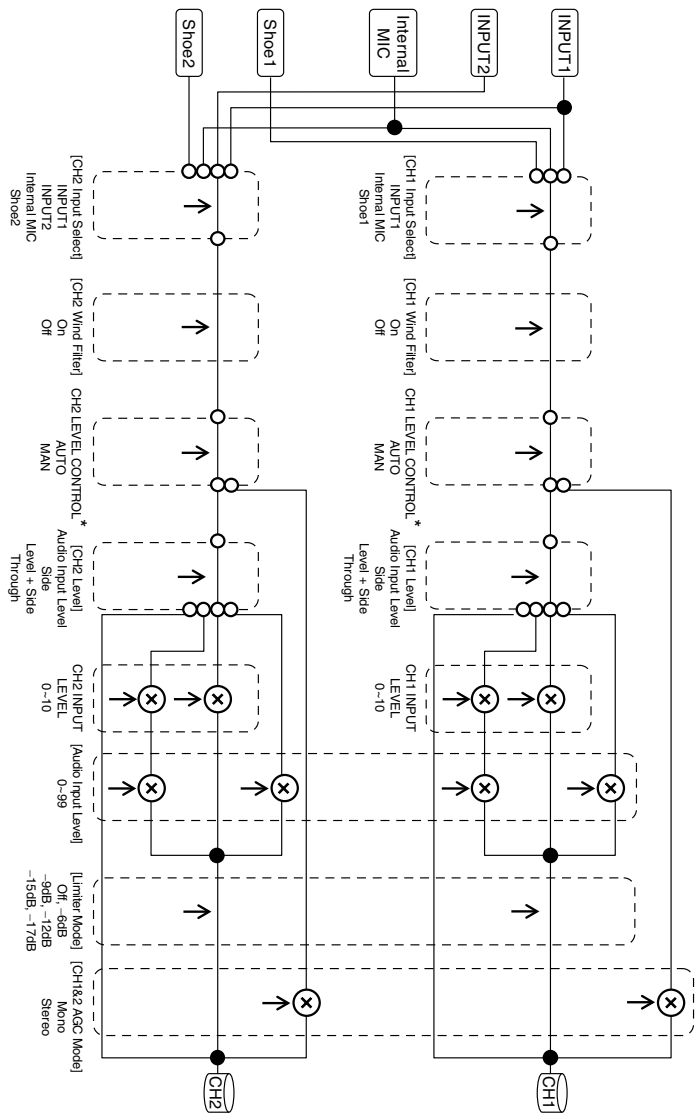 INPUT1
INPUT2
Internal
MIC
Shoe1
Shoe2
[CH1 Input Select]
INPUT1
Internal MIC
Shoe1
[CH1 Wind Filter]
On
Off
CH1 LEVEL CONTROL *
AUTO
MAN
[CH1 Level]
Audio Input Level
Side
Level + Side
Through
CH1 INPUT
LEVEL
0~10
CH1
[CH2 Input Select]
INPUT1
INPUT2
Internal MIC
Shoe2
[CH2 Wind Filter]
On
Off
CH2 LEVEL CONTROL *
AUTO
MAN
[CH2 Level]
Audio Input Level
Side
Level + Side
Through
CH2 INPUT
LEVEL
0~10
[Audio Input Level]
0~99
[Limiter Mode]
Off, −6dB
−9dB, −12dB
−15dB, −17dB
[CH1&2 AGC Mode]
Mono
Stereo
CH2